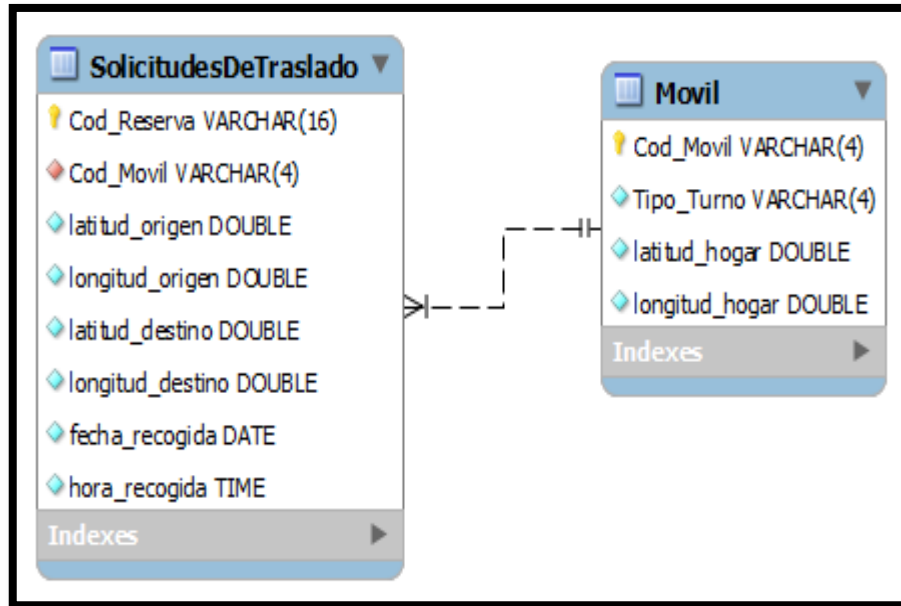 SolicitudesDeTraslado
Cod_Reserva VARCHAR(16)
Cod_Movil VARCHAR(4)
latitud_origen DOUBLE
longitud_origen DOUBLE
latitud_destino DOUBLE
longitud_destino DOUBLE
fecha_recogida DATE
hora_recogida TIME
Indexes
Movil
Cod_Movil VARCHAR(4)
Tipo_Turno VARCHAR(4)
latitud_hogar DOUBLE
longitud_hogar DOUBLE
Indexes